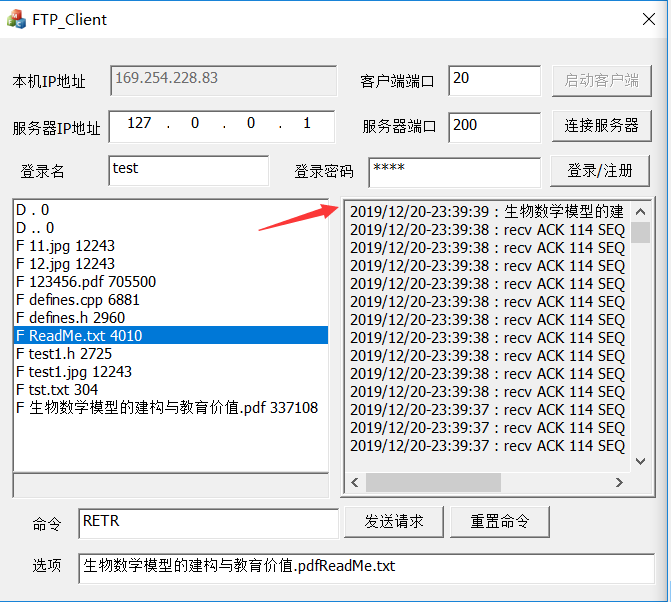 FTP_Client
本机IP地址 169.254.228.83 客户端端口 20 启动客户端
服务器IP地址 127 . 0 . 0 . 1 服务器端口 200 连接服务器
登录名 test 登录密码 **** 登录/注册
D . 0
D .. 0
F 11.jpg 12243
F 12.jpg 12243
F 123456.pdf 705500
F defines.cpp 6881
F defines.h 2960
F ReadMe.txt 4010
F test1.h 2725
F test1.jpg 12243
F tst.txt 304
F 生物数学模型的建构与教育价值.pdf 337108
2019/12/20-23:39:39 : 生物数学模型的建
2019/12/20-23:39:38 : recv ACK 114 SEQ
2019/12/20-23:39:38 : recv ACK 114 SEQ
2019/12/20-23:39:38 : recv ACK 114 SEQ
2019/12/20-23:39:38 : recv ACK 114 SEQ
2019/12/20-23:39:38 : recv ACK 114 SEQ
2019/12/20-23:39:38 : recv ACK 114 SEQ
2019/12/20-23:39:38 : recv ACK 114 SEQ
2019/12/20-23:39:38 : recv ACK 114 SEQ
2019/12/20-23:39:38 : recv ACK 114 SEQ
2019/12/20-23:39:38 : recv ACK 114 SEQ
2019/12/20-23:39:37 : recv ACK 114 SEQ
2019/12/20-23:39:37 : recv ACK 114 SEQ
2019/12/20-23:39:37 : recv ACK 114 SEQ
命令 RETR 发送请求 重置命令
选项 生物数学模型的建构与教育价值.pdfReadMe.txt